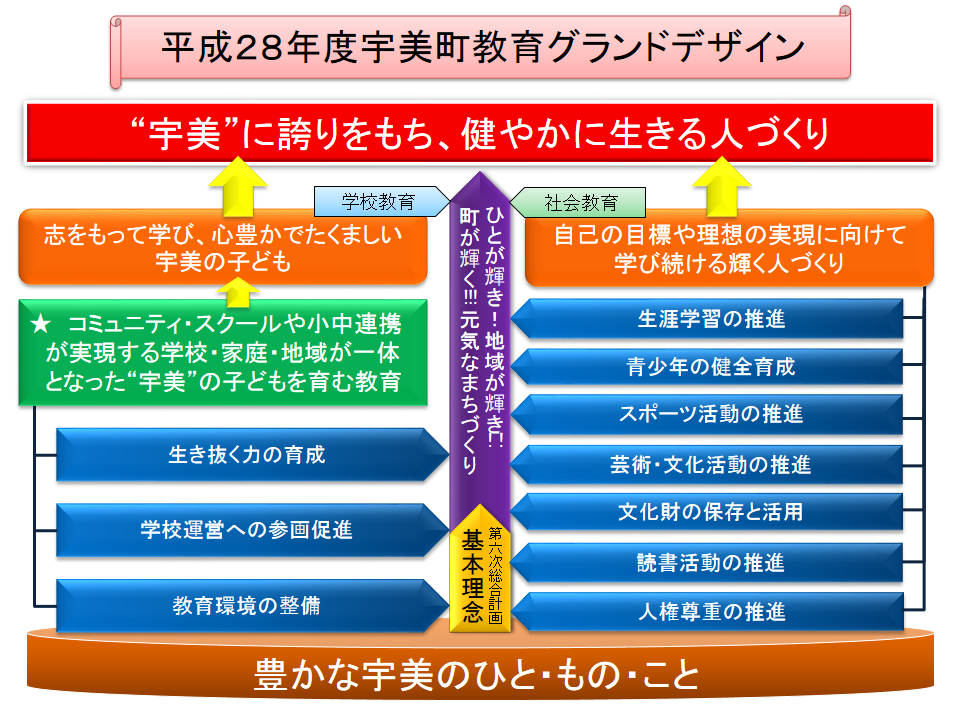 平成２８年度宇美町教育グランドデザイン
“宇美”に誇りをもち、健やかに生きる人づくり
学校教育
社会教育
志をもって学び、心豊かでたくましい
宇美の子ども
★　コミュニティ・スクールや小中連携
が実現する学校・家庭・地域が一体
となった“宇美”の子どもを育む教育
生き抜く力の育成
学校運営への参画促進
教育環境の整備
ひとが輝き！地域が輝き!!
町が輝く!!!元気なまちづくり
第六次総合計画
基本理念
自己の目標や理想の実現に向けて
学び続ける輝く人づくり
生涯学習の推進
青少年の健全育成
スポーツ活動の推進
芸術・文化活動の推進
文化財の保存と活用
読書活動の推進
人権尊重の推進
豊かな宇美のひと・もの・こと